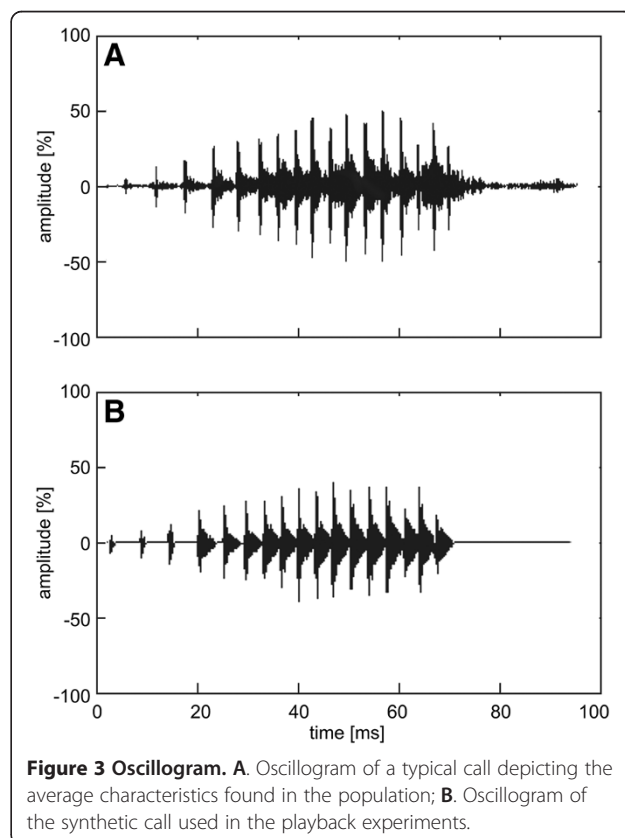 A
100
50
0
-50
-100
amplitude [%]
B
100
50
0
-50
-100
amplitude [%]
0 20 40 60 80 100
time [ms]
Figure 3 Oscillogram. A. Oscillogram of a typical call depicting the
average characteristics found in the population; B. Oscillogram of
the synthetic call used in the playback experiments.